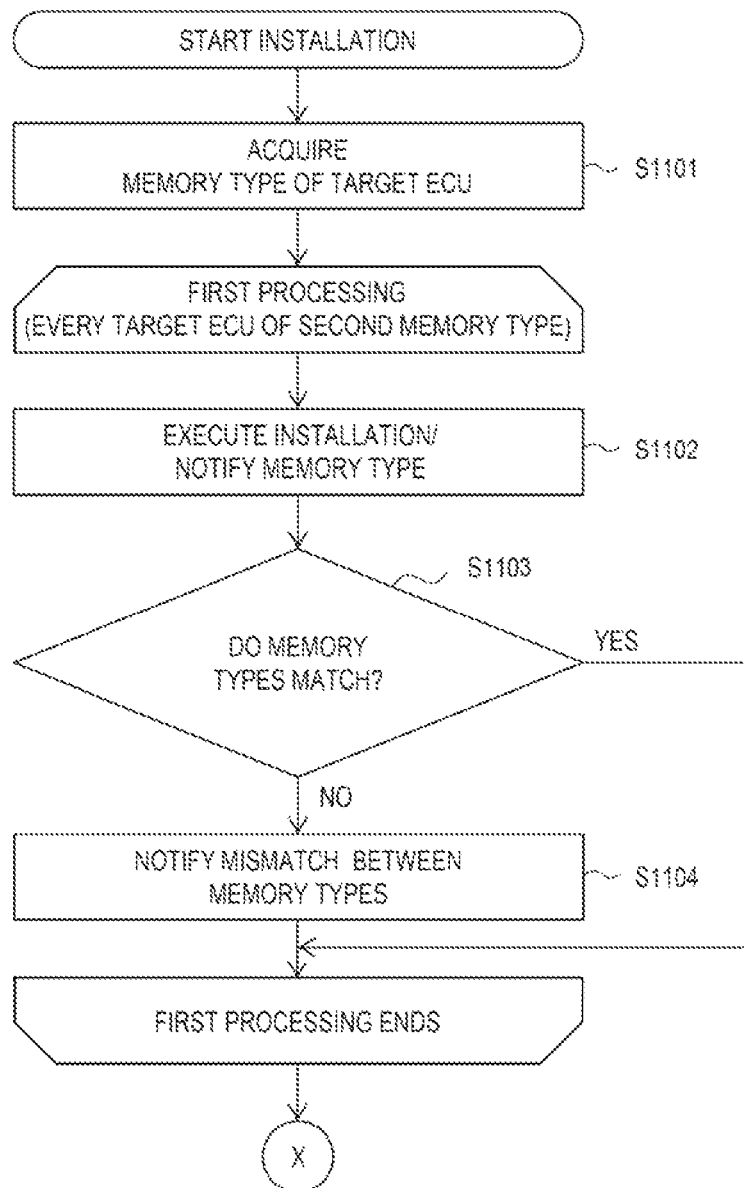 START INSTALLATION
ACQUIRE
MEMORY TYPE OF TARGET ECU
S1101
FIRST PROCESSING
(EVERY TARGET ECU OF SECOND MEMORY TYPE)
EXECUTE INSTALLATION/
NOTIFY MEMORY TYPE
S1102
S1103
DO MEMORY
TYPES MATCH?
YES
NO
NOTIFY MISMATCH BETWEEN
MEMORY TYPES
S1104
FIRST PROCESSING ENDS
X